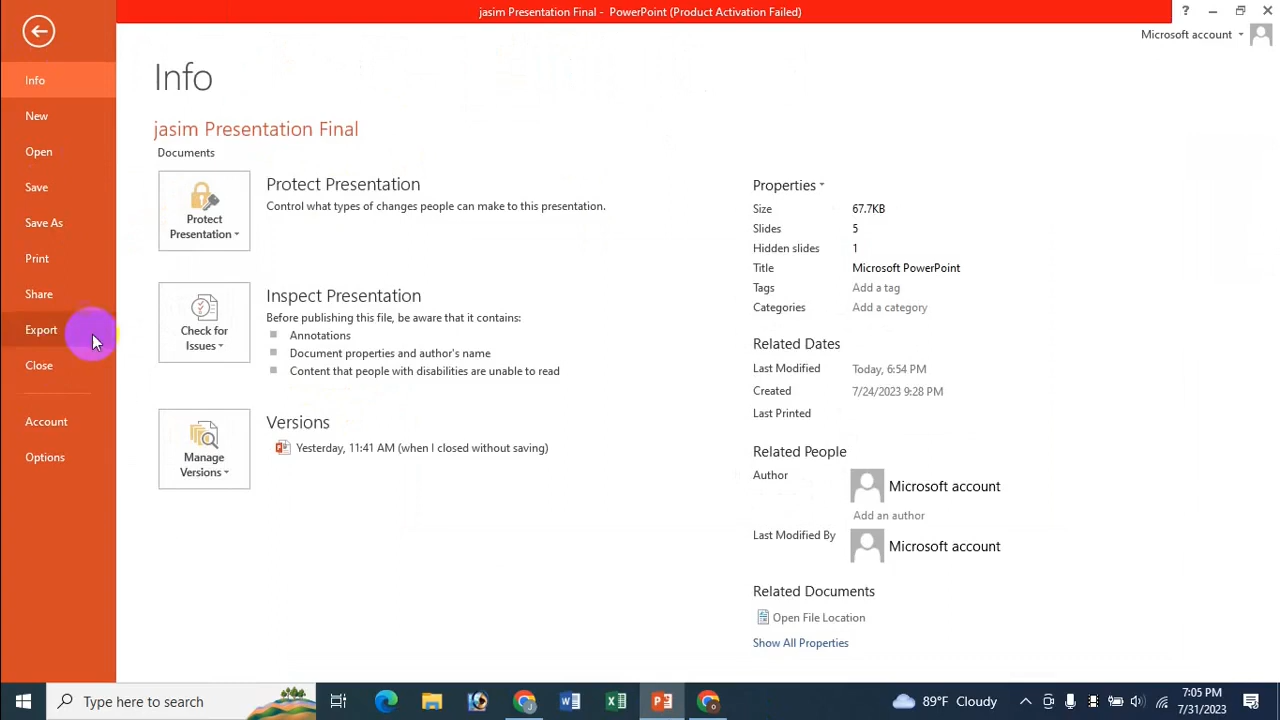 jasim Presentation Final - PowerPoint (Product Activation Failed)
?
Microsoft account
Info
New
Open
Save
Save As
Print
Share
Export
Close
Account
Options
Info
jasim Presentation Final
Documents
Protect
Presentation
Protect Presentation
Control what types of changes people can make to this presentation.
Check for
Issues
Inspect Presentation
Before publishing this file, be aware that it contains:
Annotations
Document properties and author's name
Content that people with disabilities are unable to read
Manage
Versions
Versions
Yesterday, 11:41 AM (when I closed without saving)
Properties
Size 67.7KB
Slides 5
Hidden slides 1
Title Microsoft PowerPoint
Tags Add a tag
Categories Add a category
Related Dates
Last Modified Today, 6:54 PM
Created 7/24/2023 9:28 PM
Last Printed
Related People
Author Microsoft account
Add an author
Last Modified By Microsoft account
Related Documents
Open File Location
Show All Properties
Type here to search
89°F Cloudy
7:05 PM
7/31/2023